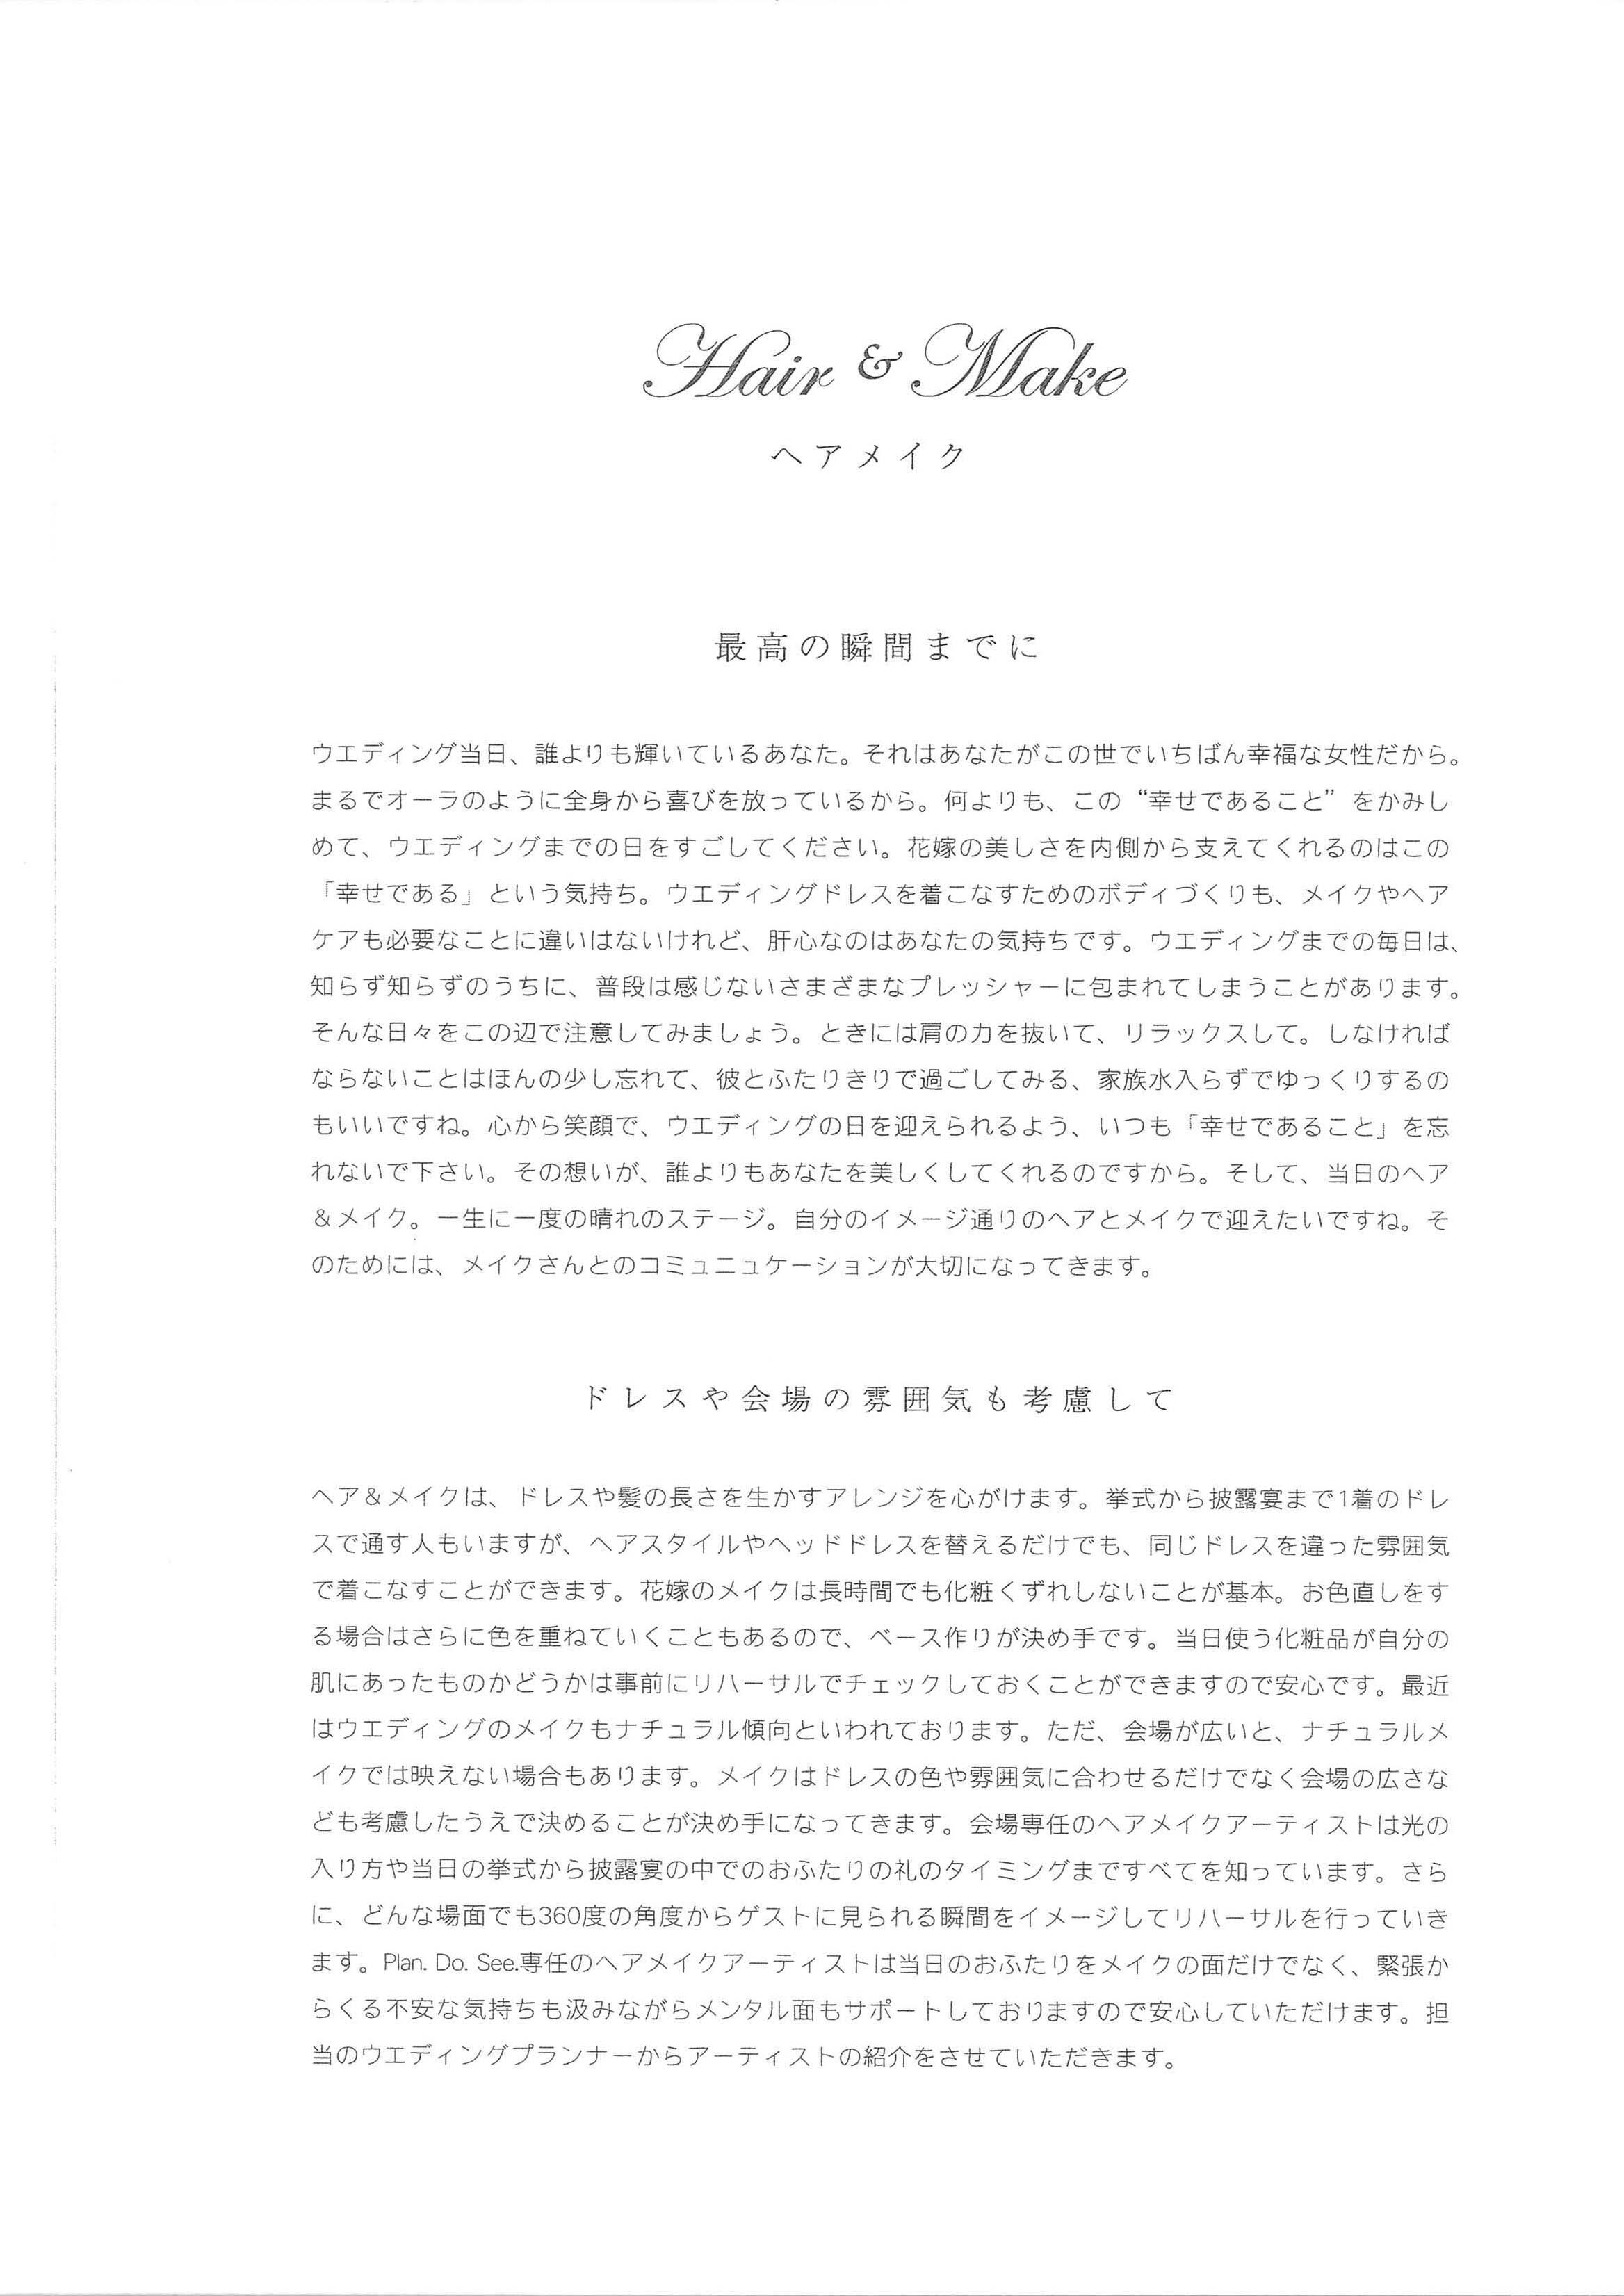 Hair & Make
ヘアメイク
最高の瞬間までに
ウエディング当日、誰よりも輝いているあなた。それはあなたがこの世でいちばん幸福な女性だから。
まるでオーラのように全身から喜びを放っているから。何よりも、この“幸せであること”をかみし
めて、ウエディングまでの日をすごしてください。花嫁の美しさを内側から支えてくれるのはこの
「幸せである」という気持ち。ウエディングドレスを着こなすためのボディづくりも、メイクやヘア
ケアも必要なことに違いはないけれど、肝心なのはあなたの気持ちです。ウエディングまでの毎日は、
知らず知らずのうちに、普段は感じないさまざまなプレッシャーに包まれてしまうことがあります。
そんな日々をこの辺で注意してみましょう。ときには肩の力を抜いて、リラックスして。しなければ
ならないことはほんの少し忘れて、彼とふたりきりで過ごしてみる、家族水入らずでゆっくりするの
もいいですね。心から笑顔で、ウエディングの日を迎えられるよう、いつも「幸せであること」を忘
れないで下さい。その想いが、誰よりもあなたを美しくしてくれるのですから。そして、当日のヘア
＆メイク。一生に一度の晴れのステージ。自分のイメージ通りのヘアとメイクで迎えたいですね。そ
のためには、メイクさんとのコミュニュケーションが大切になってきます。
ドレスや会場の雰囲気も考慮して
ヘア＆メイクは、ドレスや髪の長さを生かすアレンジを心がけます。挙式から披露宴まで1着のドレ
スで通す人もいますが、ヘアスタイルやヘッドドレスを替えるだけでも、同じドレスを違った雰囲気
で着こなすことができます。花嫁のメイクは長時間でも化粧くずれしないことが基本。お色直しをす
る場合はさらに色を重ねていくこともあるので、ベース作りが決め手です。当日使う化粧品が自分の
肌にあったものかどうかは事前にリハーサルでチェックしておくことができますので安心です。最近
はウエディングのメイクもナチュラル傾向といわれております。ただ、会場が広いと、ナチュラルメ
イクでは映えない場合もあります。メイクはドレスの色や雰囲気に合わせるだけでなく会場の広さな
ども考慮したうえで決めることが決め手になってきます。会場専任のヘアメイクアーティストは光の
入り方や当日の挙式から披露宴の中でのおふたりの礼のタイミングまですべてを知っています。さら
に、どんな場面でも360度の角度からゲストに見られる瞬間をイメージしてリハーサルを行っていき
ます。Plan. Do. See.専任のヘアメイクアーティストは当日のおふたりをメイクの面だけでなく、緊張か
らくる不安な気持ちも汲みながらメンタル面もサポートしておりますので安心していただけます。担
当のウエディングプランナーからアーティストの紹介をさせていただきます。